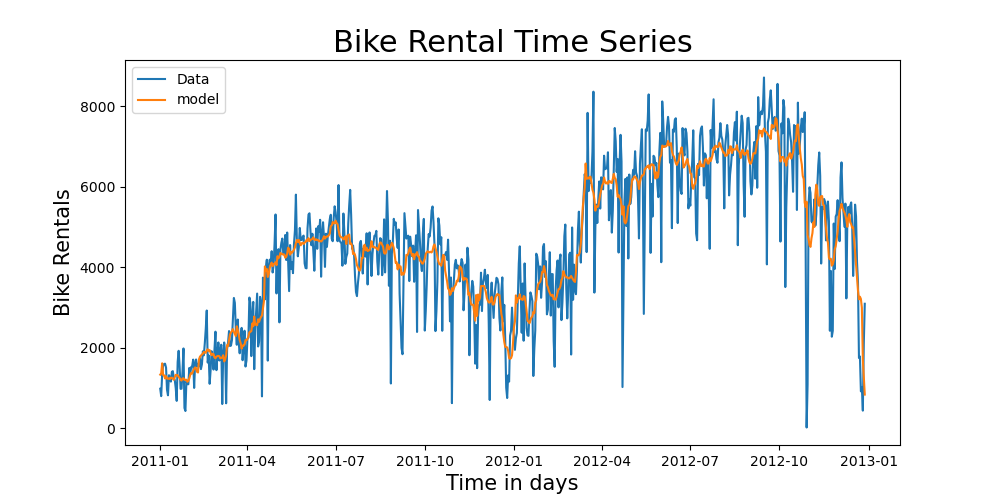 Bike Rental Time Series
Data
model
8000
6000
4000
2000
0
Bike Rentals
2011-01 2011-04 2011-07 2011-10 2012-01 2012-04 2012-07 2012-10 2013-01
Time in days